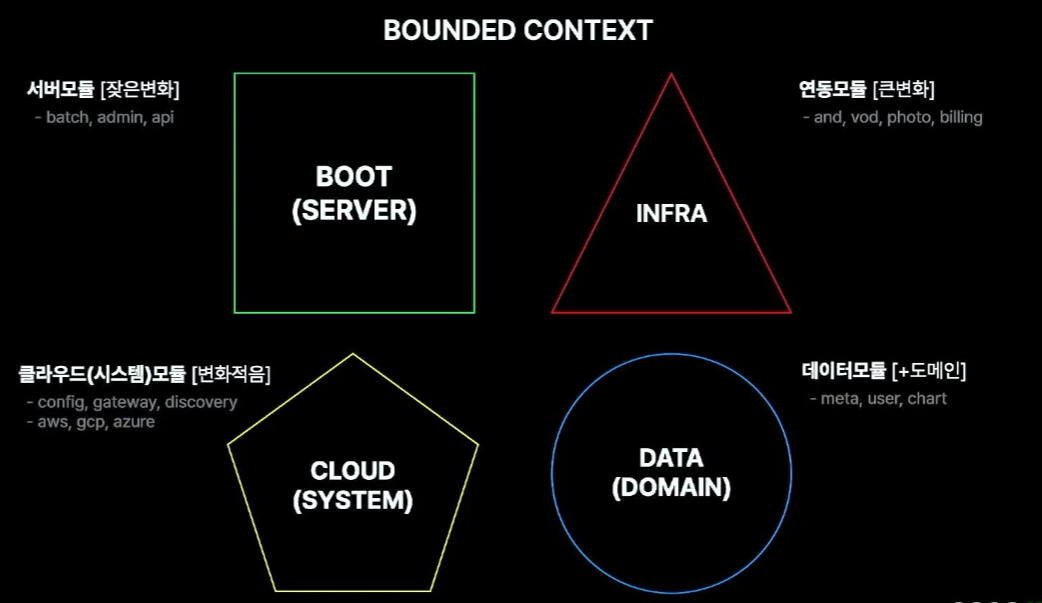 BOUNDED CONTEXT
서버모듈 [잦은변화]
- batch, admin, api
BOOT
(SERVER)
연동모듈 [큰변화]
- and, vod, photo, billing
INFRA
클라우드(시스템)모듈 [변화적음]
- config, gateway, discovery
- aws, gcp, azure
CLOUD
(SYSTEM)
데이터모듈 [+도메인]
- meta, user, chart
DATA
(DOMAIN)